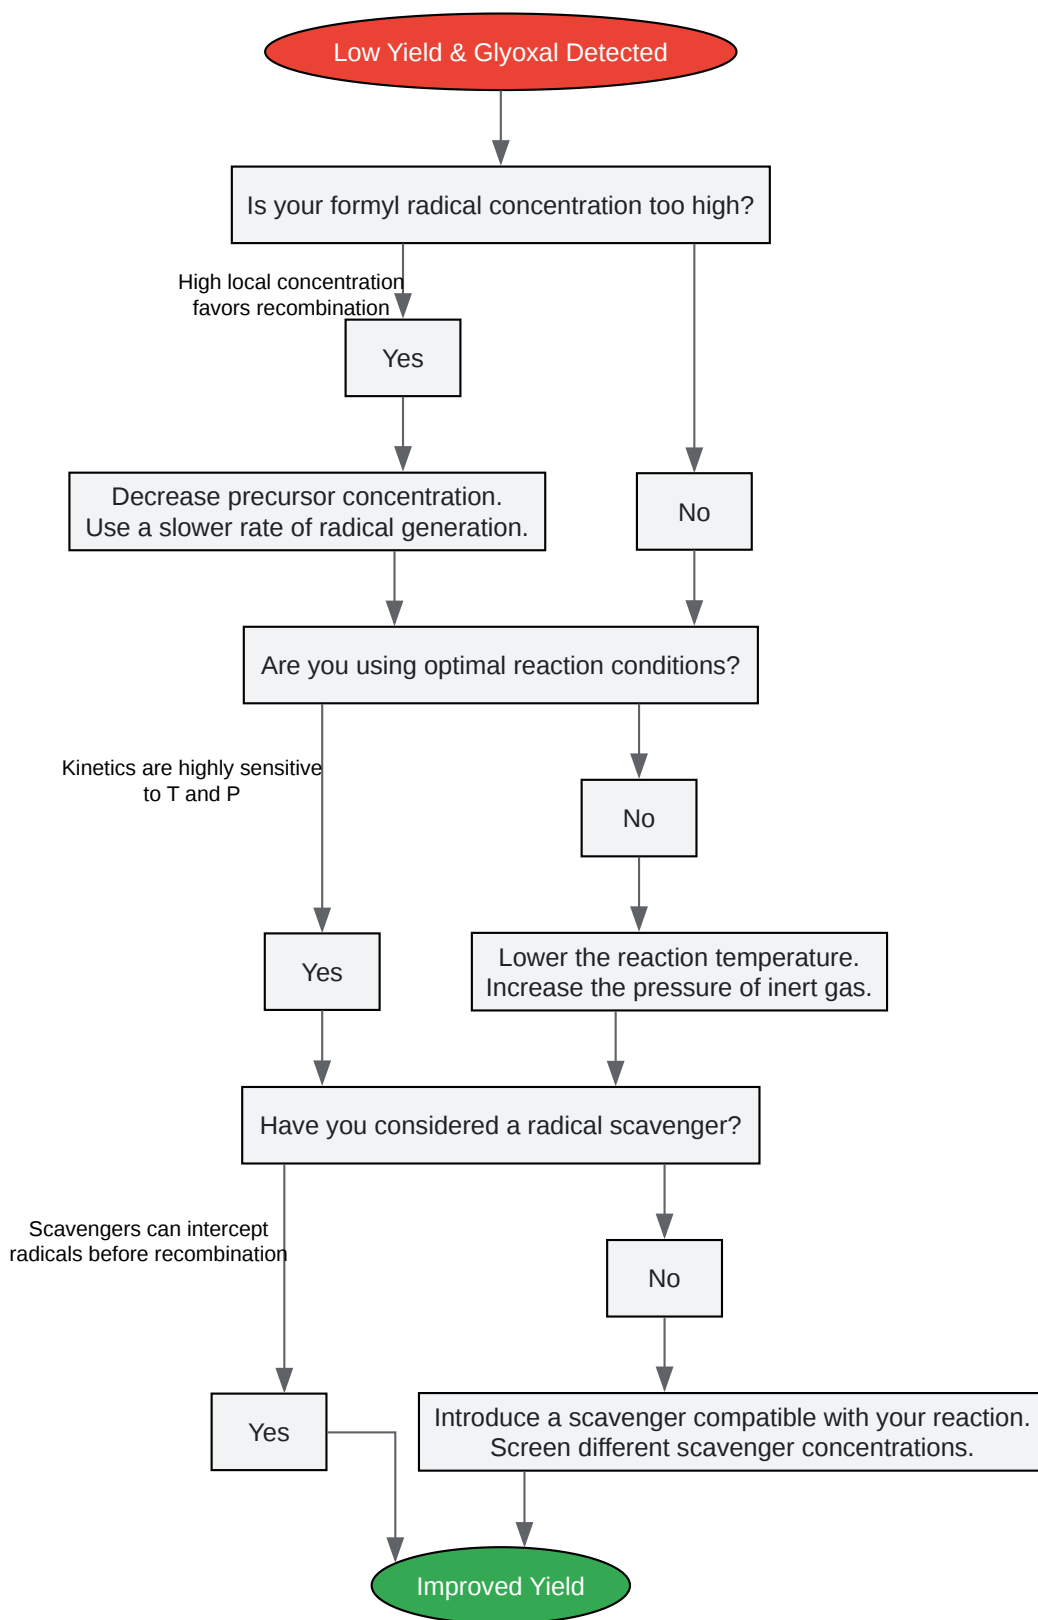 Low Yield & Glyoxal Detected
Is your formyl radical concentration too high?
High local concentration
favors recombination
Yes
Decrease precursor concentration.
Use a slower rate of radical generation.
No
Are you using optimal reaction conditions?
Kinetics are highly sensitive
to T and P
No
Yes
Lower the reaction temperature.
Increase the pressure of inert gas.
Have you considered a radical scavenger?
Scavengers can intercept
radicals before recombination
No
Yes
Introduce a scavenger compatible with your reaction.
Screen different scavenger concentrations.
Improved Yield